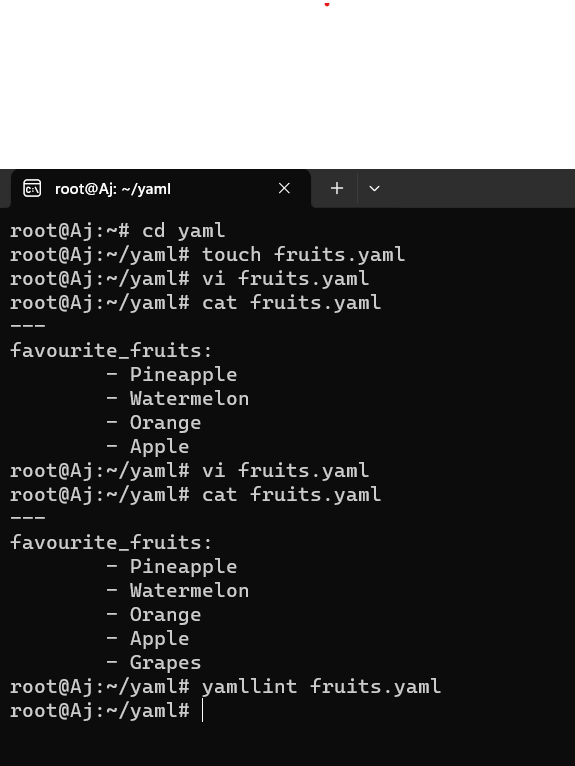 root@Aj: ~/yaml
root@Aj:~# cd yaml
root@Aj:~/yaml# touch fruits.yaml
root@Aj:~/yaml# vi fruits.yaml
root@Aj:~/yaml# cat fruits.yaml
---
favourite_fruits:
        - Pineapple
        - Watermelon
        - Orange
        - Apple
root@Aj:~/yaml# vi fruits.yaml
root@Aj:~/yaml# cat fruits.yaml
---
favourite_fruits:
        - Pineapple
        - Watermelon
        - Orange
        - Apple
        - Grapes
root@Aj:~/yaml# yamllint fruits.yaml
root@Aj:~/yaml#